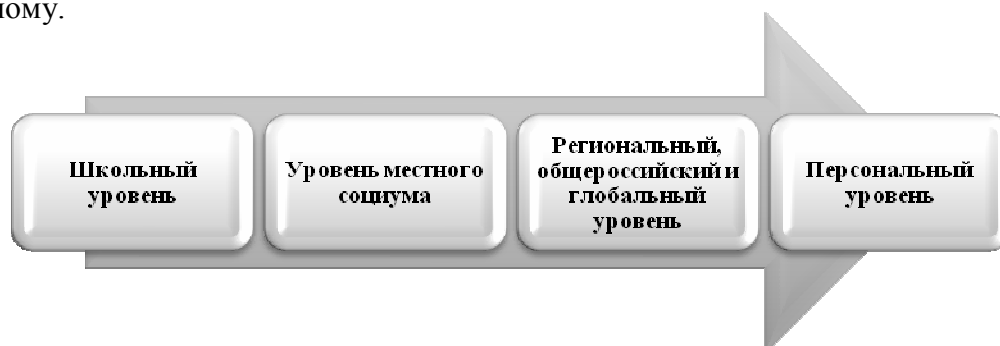 ному.
Школьный
уровень
Уровень местного
социума
Региональный,
общероссийский и
глобальный
уровень
Персональный
уровень